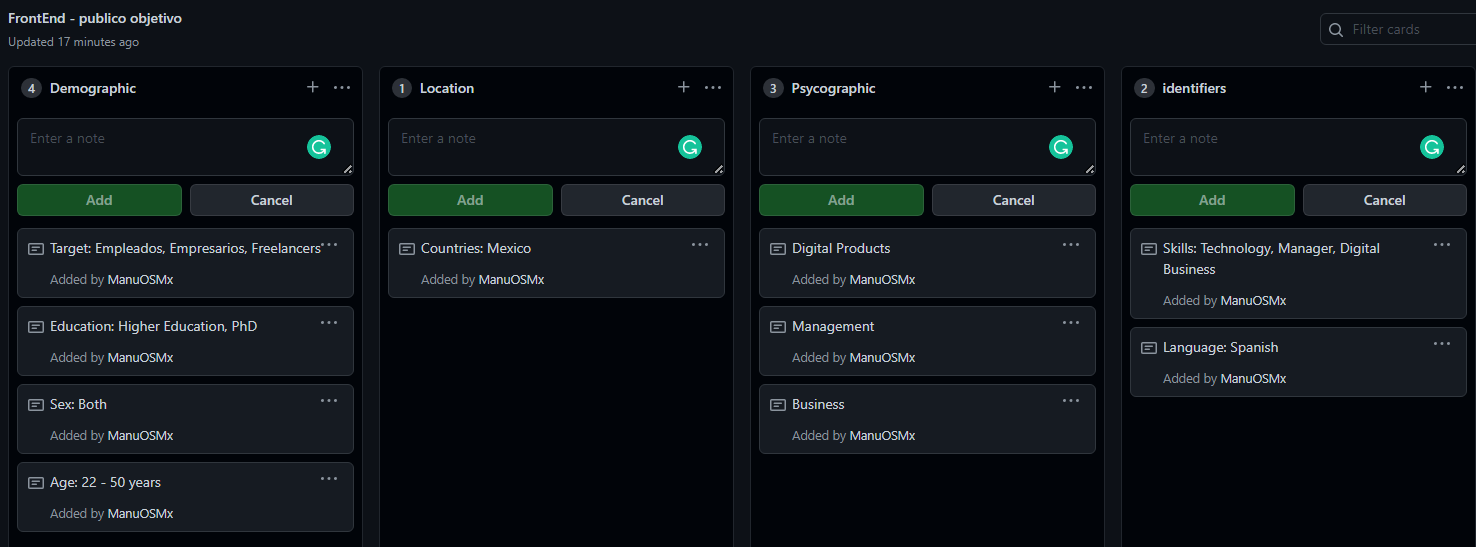 FrontEnd - publico objetivo
Updated 17 minutes ago
Filter cards
4 Demographic
Enter a note
Add Cancel
Target: Empleados, Empresarios, Freelancers
Added by ManuOSMx
Education: Higher Education, PhD
Added by ManuOSMx
Sex: Both
Added by ManuOSMx
Age: 22 - 50 years
Added by ManuOSMx
1 Location
Enter a note
Add Cancel
Countries: Mexico
Added by ManuOSMx
3 Psycographic
Enter a note
Add Cancel
Digital Products
Added by ManuOSMx
Management
Added by ManuOSMx
Business
Added by ManuOSMx
2 identifiers
Enter a note
Add Cancel
Skills: Technology, Manager, Digital
Business
Added by ManuOSMx
Language: Spanish
Added by ManuOSMx